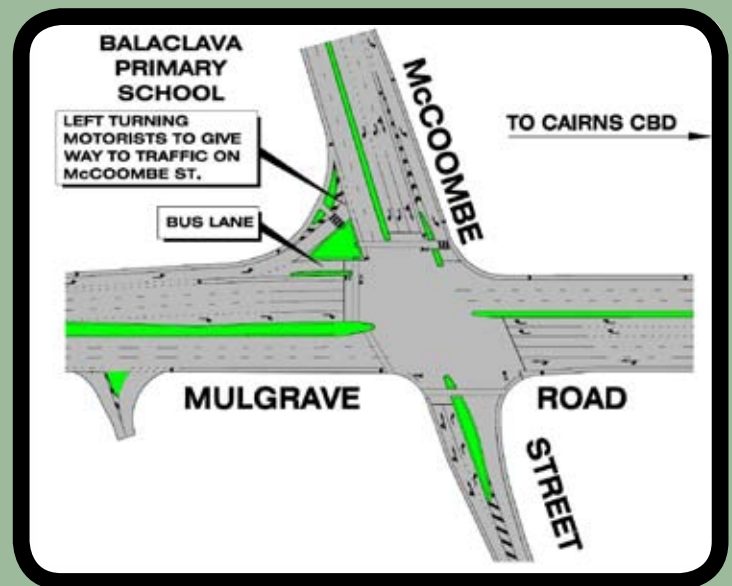 BALACLAVA
PRIMARY
SCHOOL
LEFT TURNING
MOTORISTS TO GIVE
WAY TO TRAFFIC ON
McCOOMBE ST.
BUS LANE
McCOOMBE
TO CAIRNS CBD
MULGRAVE
ROAD
STREET